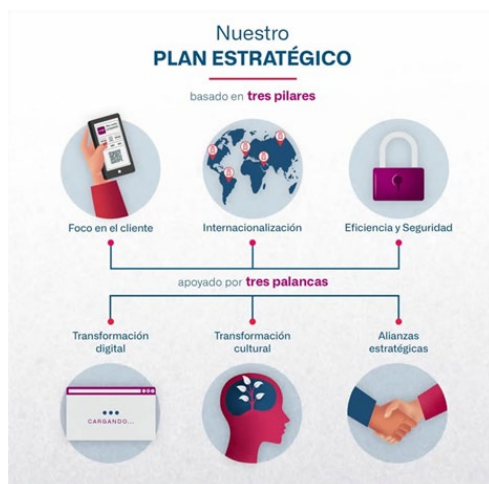 Nuestro
PLAN ESTRATÉGICO
basado en tres pilares
Foco en el cliente
Internacionalización
Eficiencia y Seguridad
apoyado por tres palancas
Transformación
digital
Transformación
cultural
Alianzas
estratégicas
CARGANDO...